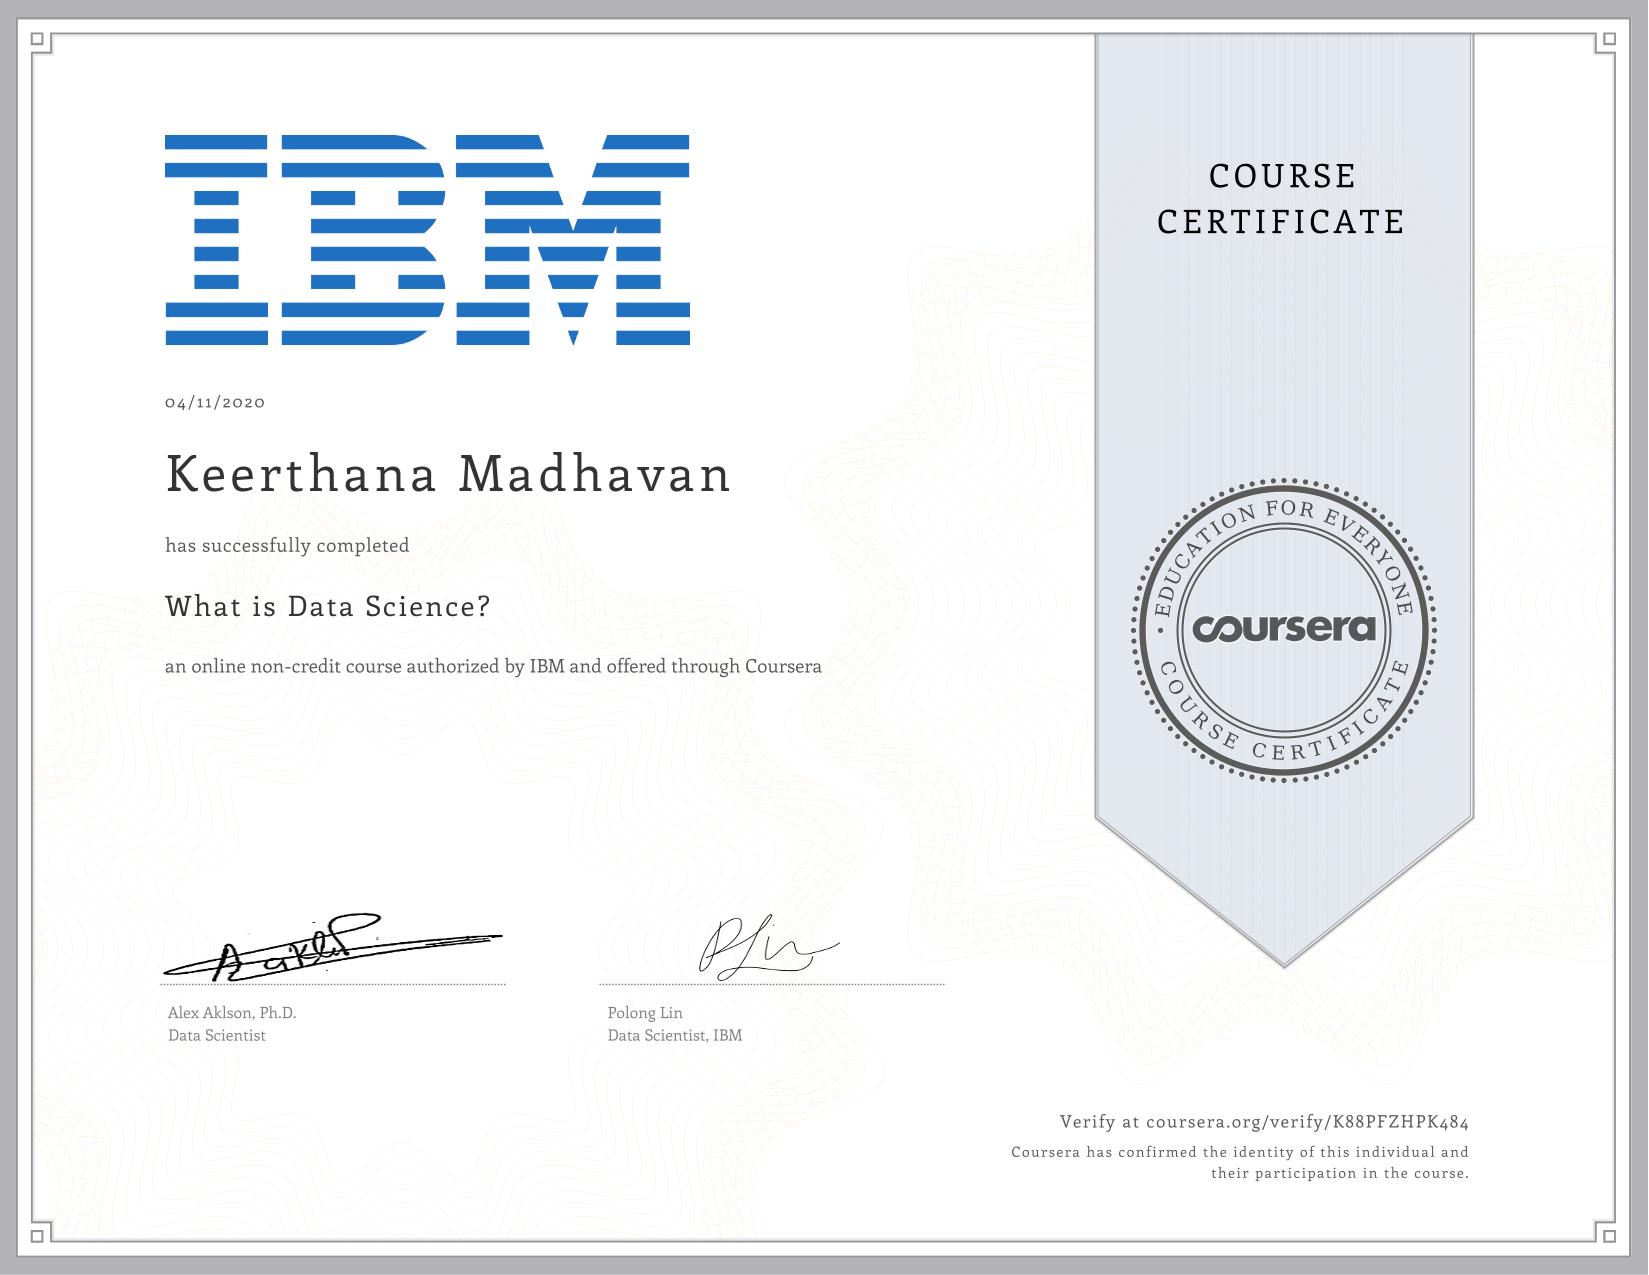 IBM
COURSE
CERTIFICATE
04/11/2020
Keerthana Madhavan
has successfully completed
What is Data Science?
an online non-credit course authorized by IBM and offered through Coursera
• EDUCATION FOR EVERYONE
coursera
COURSE CERTIFICATE
Alex Aklson, Ph.D.
Data Scientist
P Lin
Polong Lin
Data Scientist, IBM
Verify at coursera.org/verify/K88PFZHPK484
Coursera has confirmed the identity of this individual and
their participation in the course.